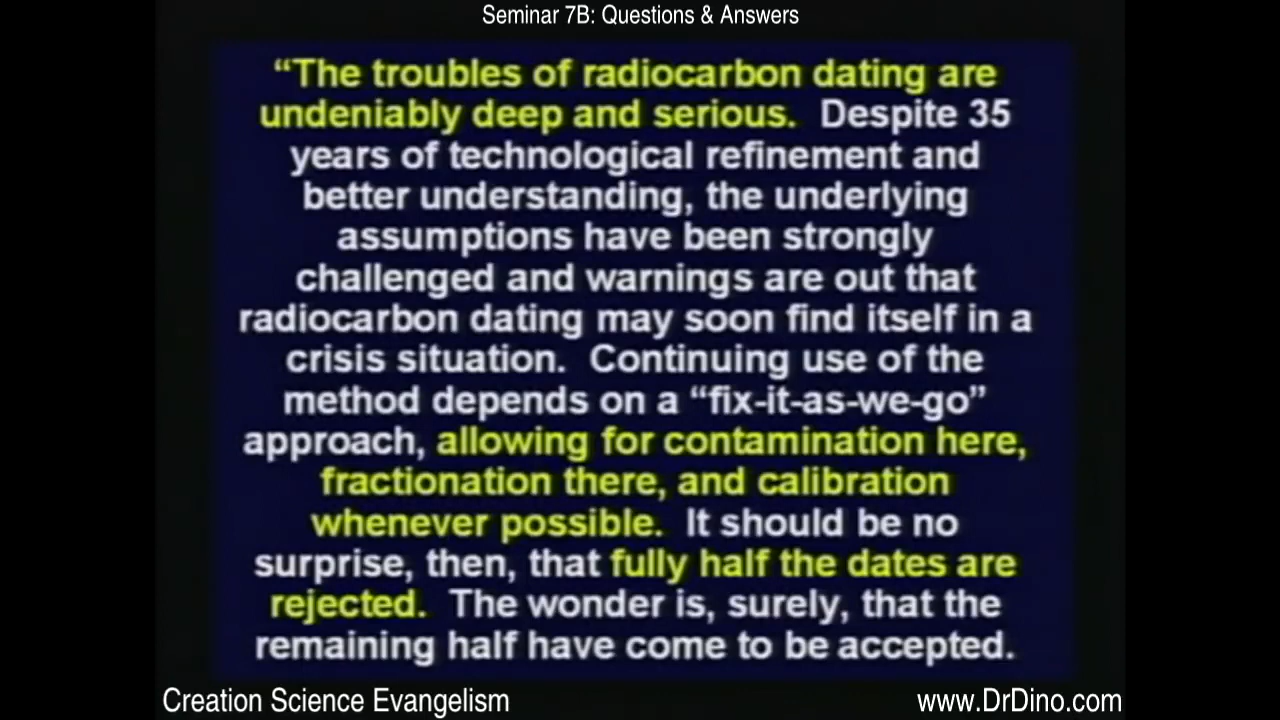 Seminar 7B: Questions & Answers
“The troubles of radiocarbon dating are
undeniably deep and serious. Despite 35
years of technological refinement and
better understanding, the underlying
assumptions have been strongly
challenged and warnings are out that
radiocarbon dating may soon find itself in a
crisis situation. Continuing use of the
method depends on a “fix-it-as-we-go”
approach, allowing for contamination here,
fractionation there, and calibration
whenever possible. It should be no
surprise, then, that fully half the dates are
rejected. The wonder is, surely, that the
remaining half have come to be accepted.
Creation Science Evangelism
www.DrDino.com